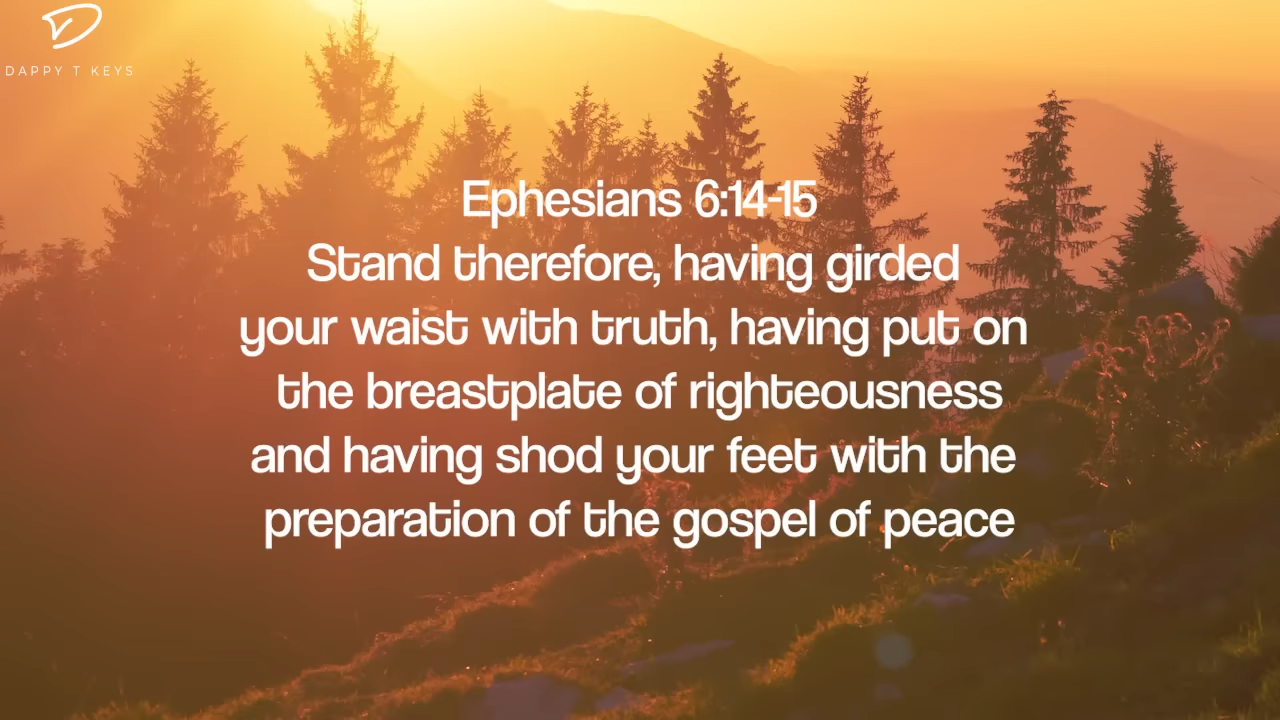 DAPPY T KEYS
Ephesians 6:14-15
Stand therefore, having girded
your waist with truth, having put on
the breastplate of righteousness
and having shod your feet with the
preparation of the gospel of peace